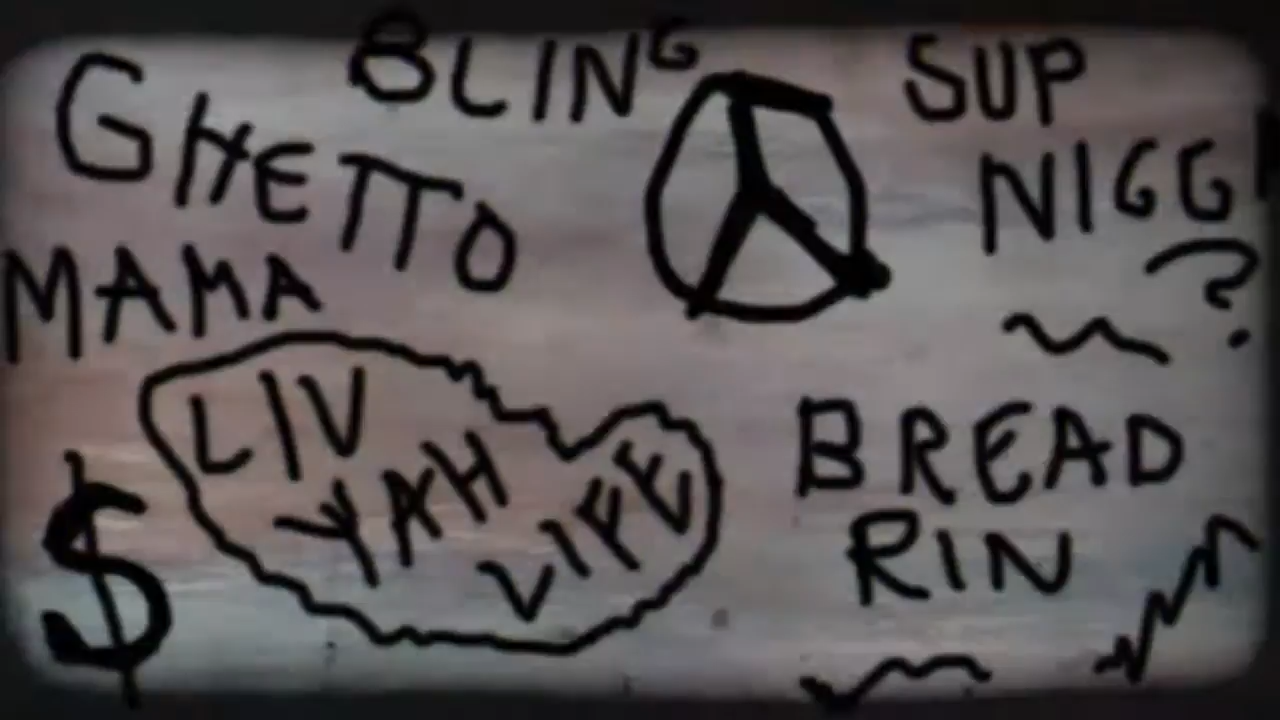 BLING
GHETTO
MAMA
SUP
NIGG
?
LIV
YAH
LIFE
BREAD
RIN
$